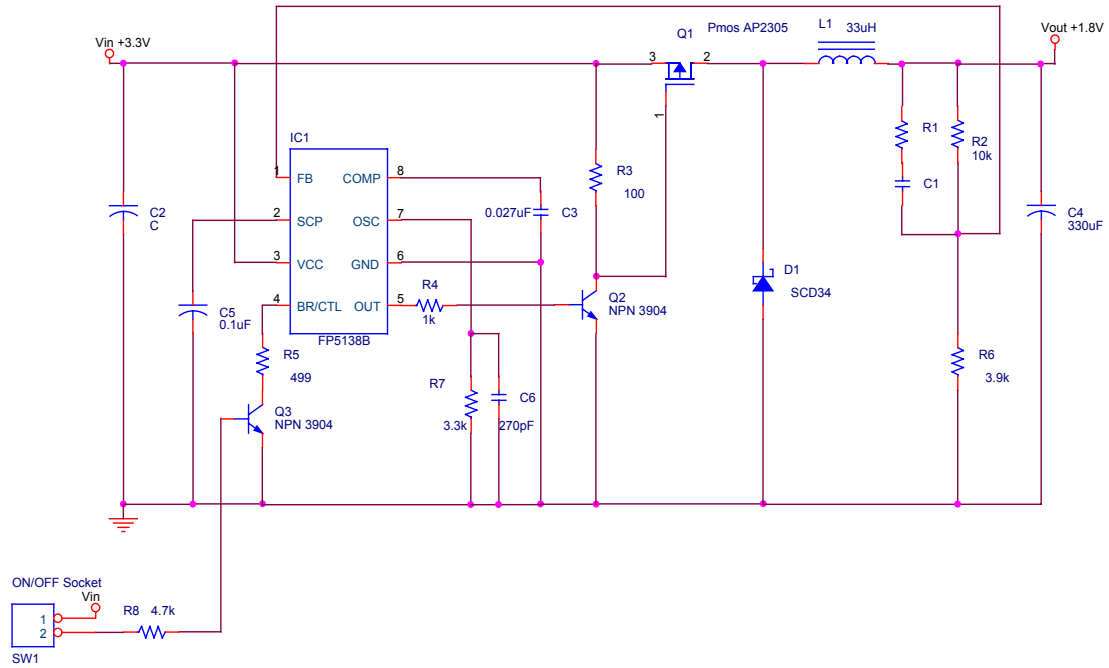 Vin +3.3V
Q1
Pmos AP2305
L1
33uH
Vout +1.8V
3
2
1
IC1
1
FB
COMP
8
2
SCP
OSC
7
3
VCC
GND
6
4
BR/CTL
OUT
5
FP5138B
C2
C
C5
0.1uF
0.027uF
C3
R3
100
R4
1k
Q2
NPN 3904
D1
SCD34
R1
C1
R2
10k
C4
330uF
R5
499
Q3
NPN 3904
R7
3.3k
C6
270pF
R6
3.9k
ON/OFF Socket
Vin
1
2
SW1
R8
4.7k